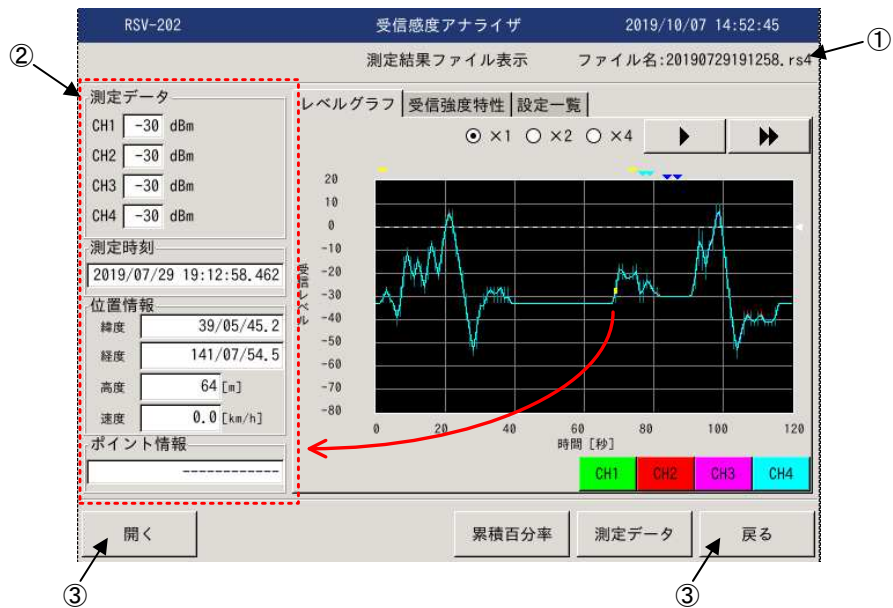 RSV-202 受信感度アナライザ 2019/10/07 14:52:45
①
測定結果ファイル表示 ファイル名:20190729191258.rs4
②
測定データ
CH1 -30 dBm
CH2 -30 dBm
CH3 -30 dBm
CH4 -30 dBm
測定時刻
2019/07/29 19:12:58.462
位置情報
緯度 39/05/45.2
経度 141/07/54.5
高度 64 [m]
速度 0.0 [km/h]
ポイント情報
------------
レベルグラフ 受信強度特性 設定一覧
×1 ×2 ×4
20
10
0
-10
-20
-30
-40
-50
-60
-70
-80
0 20 40 60 80 100 120
時間 [秒]
CH1 CH2 CH3 CH4
開く 累積百分率 測定データ 戻る
③ ③